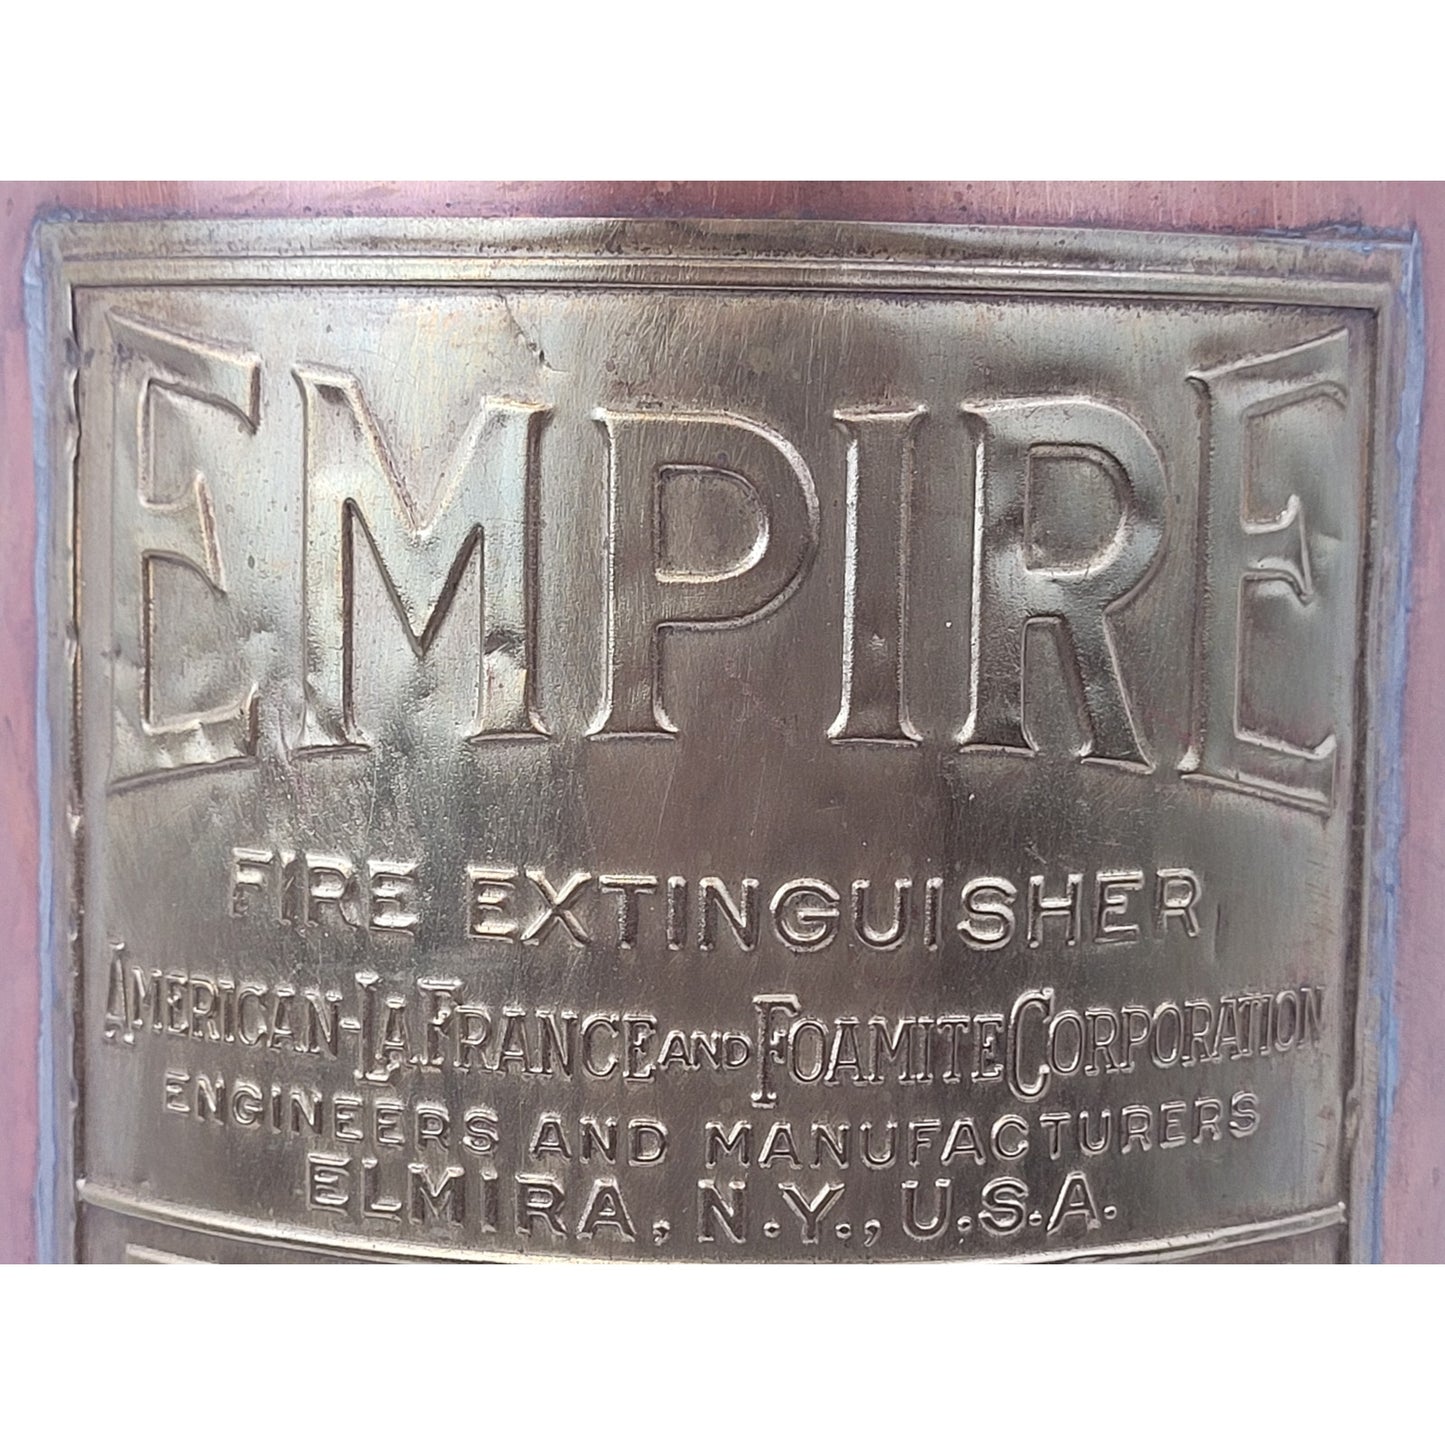 EMPIRE
FIRE EXTINGUISHER
AMERICAN-LAFRANCE AND FOAMITE CORPORATION
ENGINEERS AND MANUFACTURERS
ELMIRA, N.Y., U.S.A.